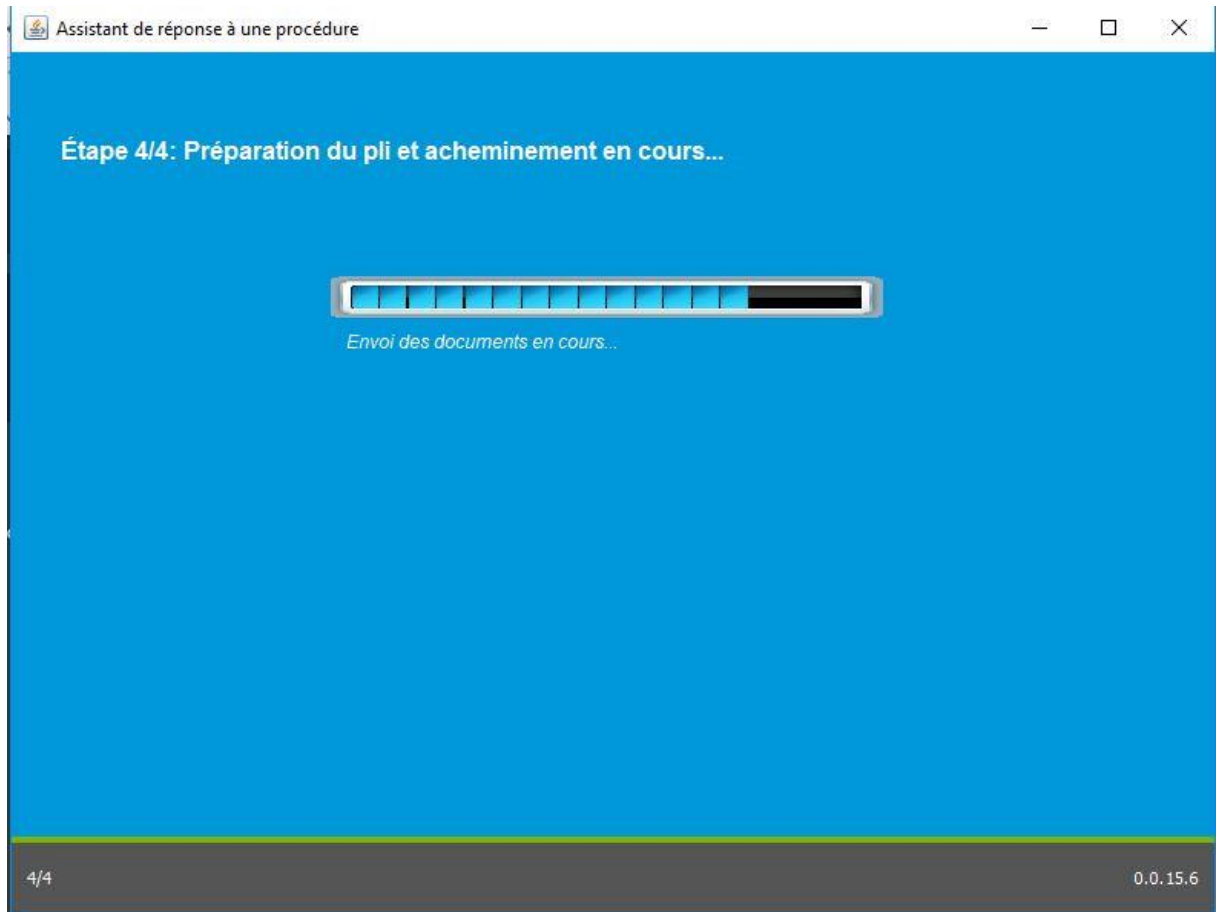 Assistant de réponse à une procédure
Étape 4/4: Préparation du pli et acheminement en cours...
Envoi des documents en cours...
4/4
0.0.15.6